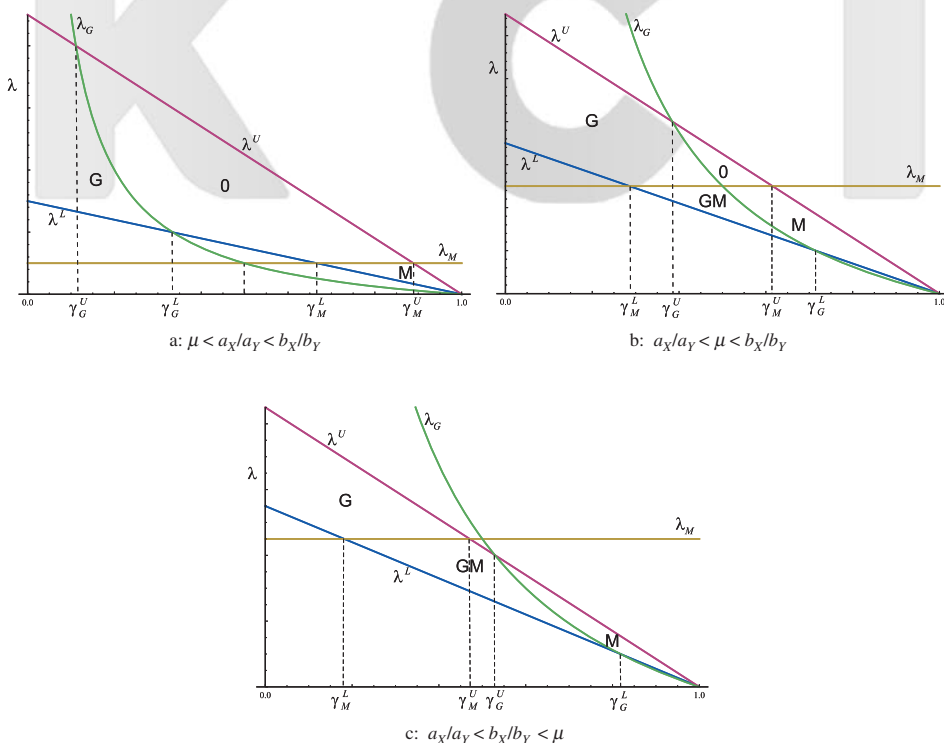 λ_G
λ
λ^U
G
0
λ^L
λ_M
M
0.0
γ_G^U
γ_G^L
γ_M^L
γ_M^U
1.0
a: μ < a_X/a_Y < b_X/b_Y
λ_G
λ^U
λ
G
λ^L
0
λ_M
GM
M
0.0
γ_M^L
γ_G^U
γ_M^U
γ_G^L
1.0
b: a_X/a_Y < μ < b_X/b_Y
λ_G
λ^U
λ
G
λ_M
GM
λ^L
M
0.0
γ_M^L
γ_M^U
γ_G^U
γ_G^L
1.0
c: a_X/a_Y < b_X/b_Y < μ